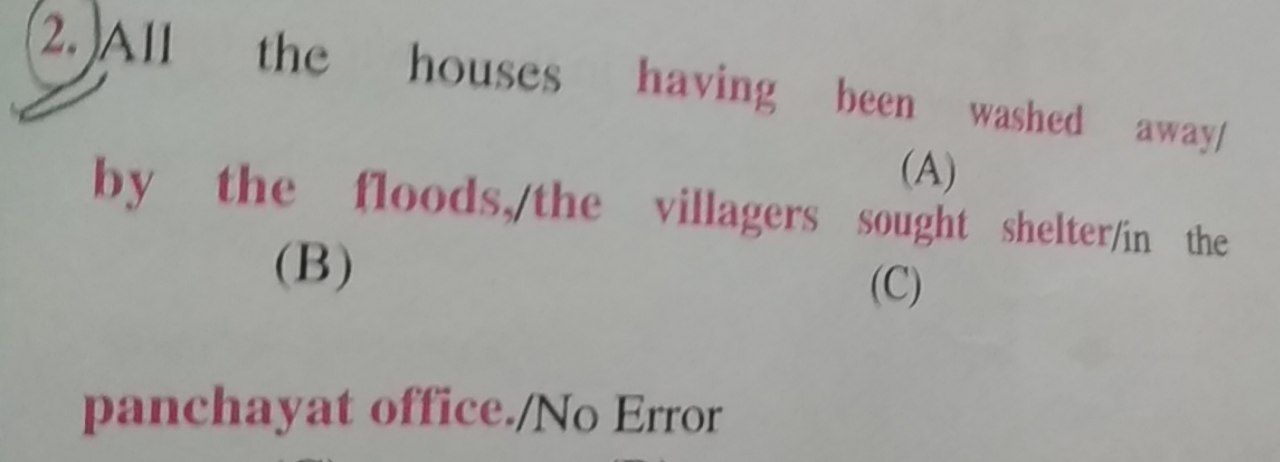 2. All the houses having been washed away/
(A)
by the floods,/the villagers sought shelter/in the
(B) (C)
panchayat office./No Error